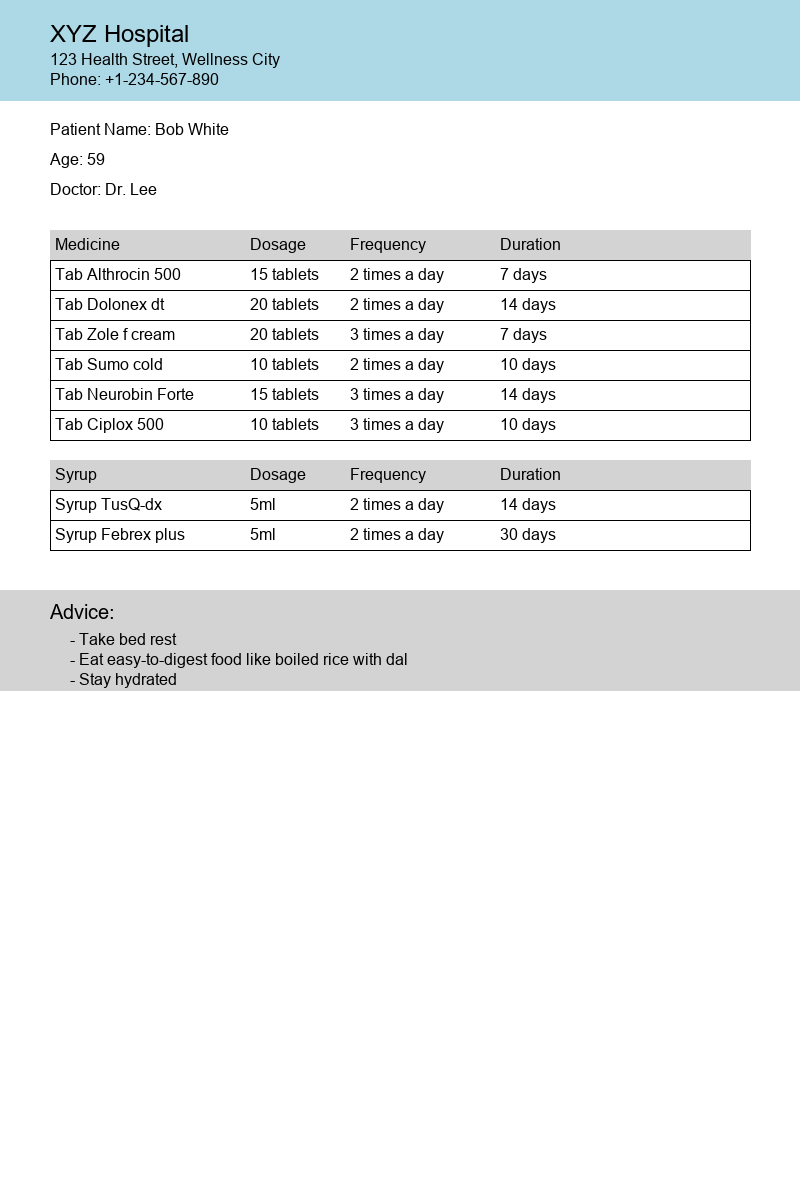 XYZ Hospital
123 Health Street, Wellness City
Phone: +1-234-567-890
Patient Name: Bob White
Age: 59
Doctor: Dr. Lee
Medicine Dosage Frequency Duration
Tab Althrocin 500 15 tablets 2 times a day 7 days
Tab Dolonex dt 20 tablets 2 times a day 14 days
Tab Zole f cream 20 tablets 3 times a day 7 days
Tab Sumo cold 10 tablets 2 times a day 10 days
Tab Neurobin Forte 15 tablets 3 times a day 14 days
Tab Ciplox 500 10 tablets 3 times a day 10 days
Syrup Dosage Frequency Duration
Syrup TusQ-dx 5ml 2 times a day 14 days
Syrup Febrex plus 5ml 2 times a day 30 days
Advice:
- Take bed rest
- Eat easy-to-digest food like boiled rice with dal
- Stay hydrated